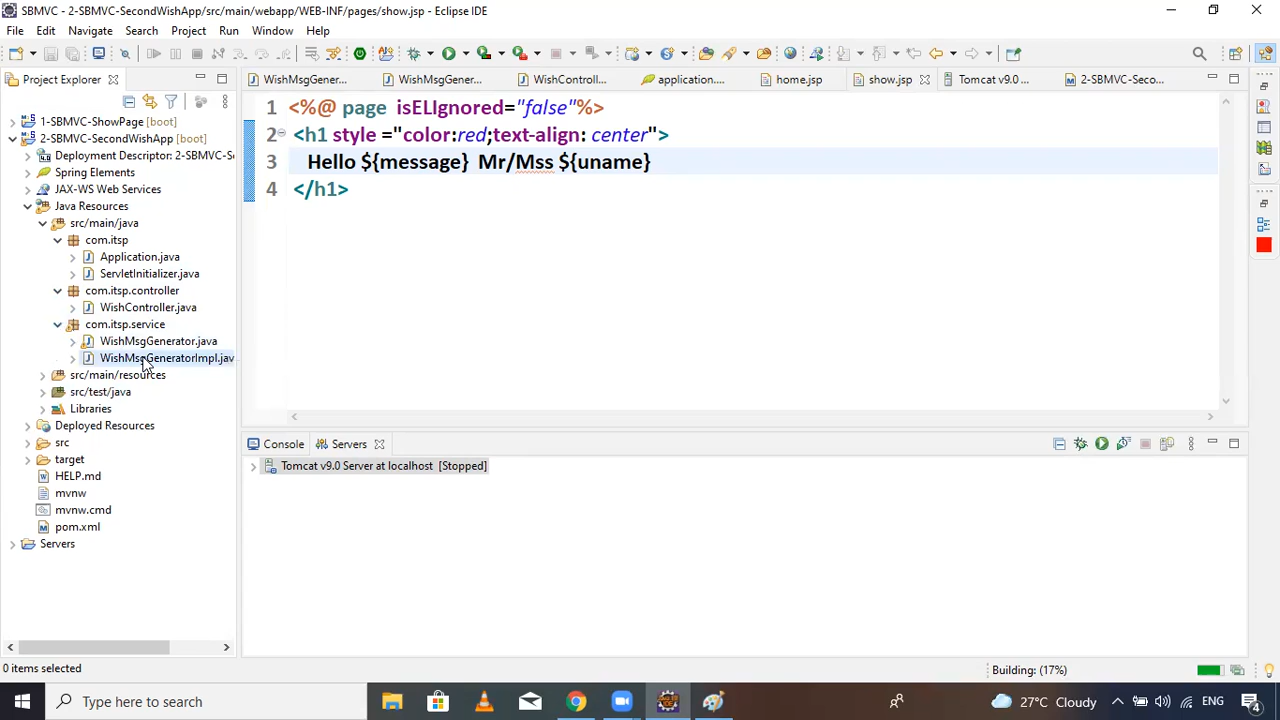 SBMVC - 2-SBMVC-SecondWishApp/src/main/webapp/WEB-INF/pages/show.jsp - Eclipse IDE
File Edit Navigate Search Project Run Window Help
Project Explorer
WishMsgGener... WishMsgGener... WishControll... application.... home.jsp show.jsp Tomcat v9.0 ... 2-SBMVC-Seco...
1-SBMVC-ShowPage [boot]
2-SBMVC-SecondWishApp [boot]
Deployment Descriptor: 2-SBMVC-S
Spring Elements
JAX-WS Web Services
Java Resources
src/main/java
com.itsp
Application.java
ServletInitializer.java
com.itsp.controller
WishController.java
com.itsp.service
WishMsgGenerator.java
WishMsgGeneratorImpl.jav
src/main/resources
src/test/java
Libraries
Deployed Resources
src
target
HELP.md
mvnw
mvnw.cmd
pom.xml
Servers
1 <%@ page isELIgnored="false"%>
2 <h1 style ="color:red;text-align: center">
3 Hello ${message} Mr/Mss ${uname}
4 </h1>
Console Servers
Tomcat v9.0 Server at localhost [Stopped]
0 items selected
Building: (17%)
Type here to search
27°C Cloudy
ENG
4